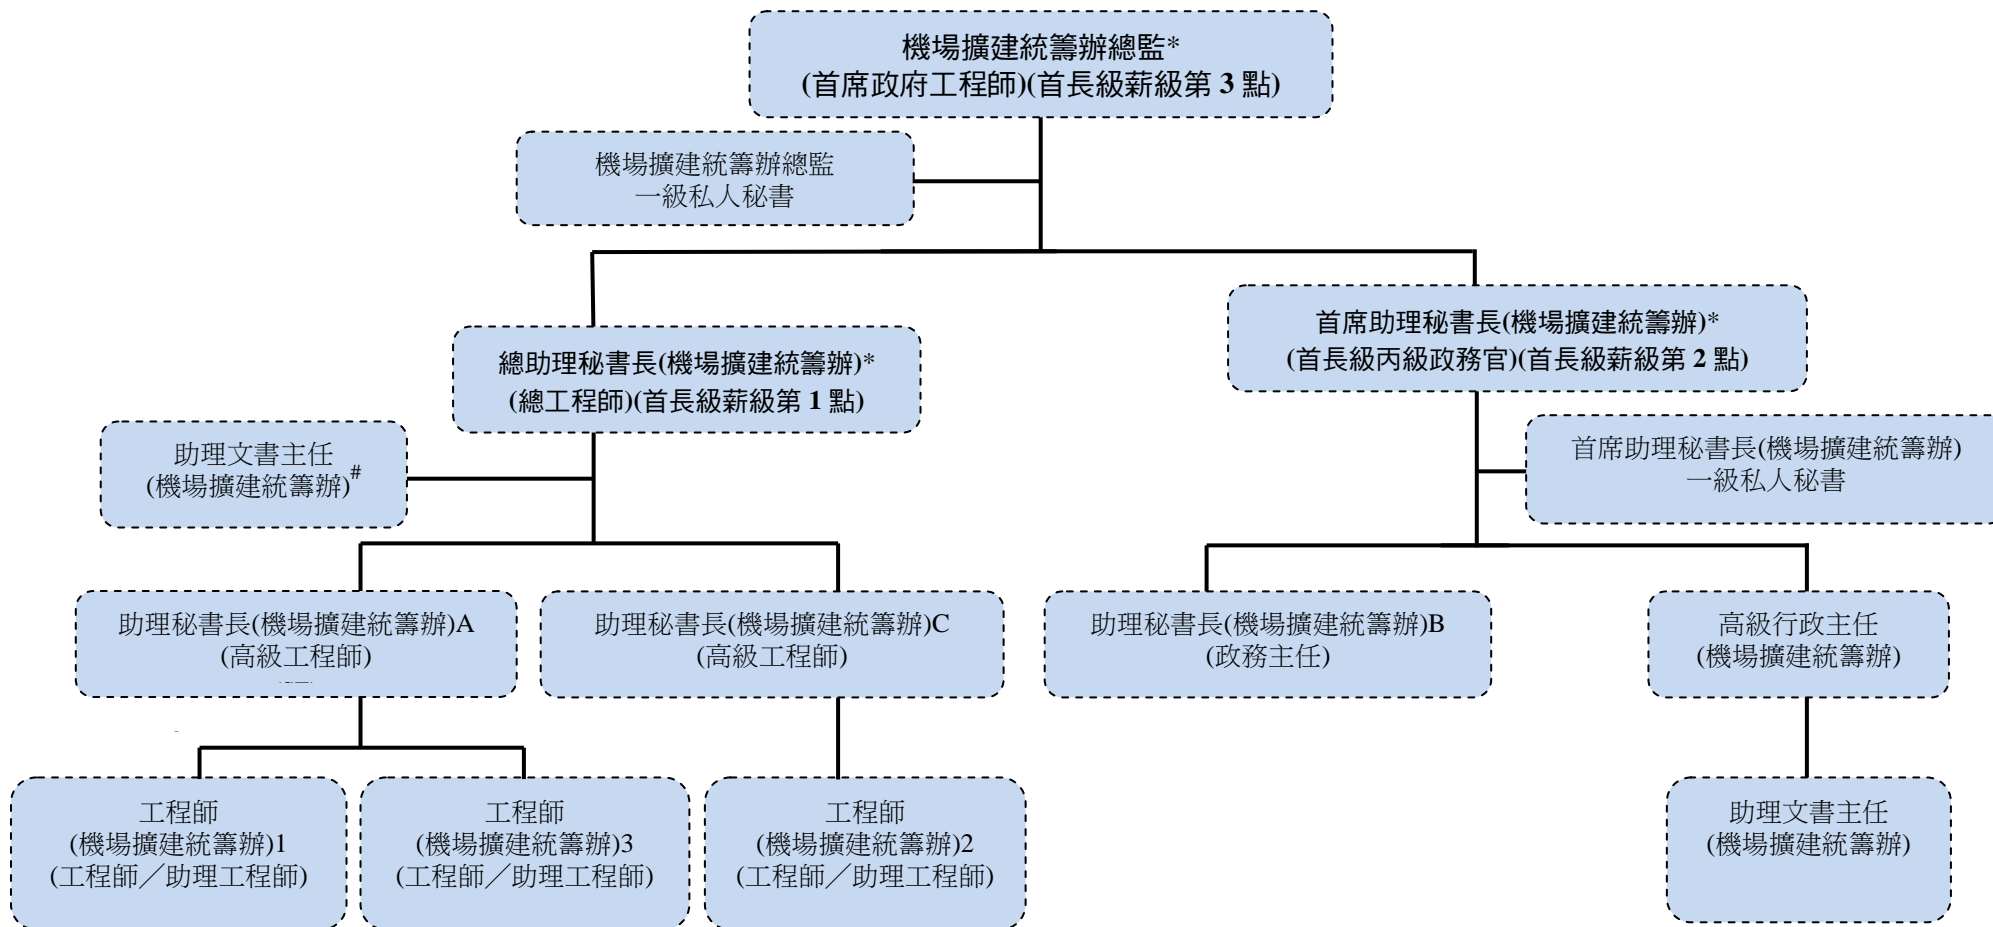 機場擴建統籌辦總監*
(首席政府工程師)(首長級薪級第 3 點)
機場擴建統籌辦總監
一級私人秘書
首席助理秘書長(機場擴建統籌辦)*
(首長級丙級政務官)(首長級薪級第 2 點)
總助理秘書長(機場擴建統籌辦)*
(總工程師)(首長級薪級第 1 點)
助理文書主任
(機場擴建統籌辦)#
首席助理秘書長(機場擴建統籌辦)
一級私人秘書
助理秘書長(機場擴建統籌辦)A
(高級工程師)
助理秘書長(機場擴建統籌辦)C
(高級工程師)
助理秘書長(機場擴建統籌辦)B
(政務主任)
高級行政主任
(機場擴建統籌辦)
工程師
(機場擴建統籌辦)1
(工程師／助理工程師)
工程師
(機場擴建統籌辦)3
(工程師／助理工程師)
工程師
(機場擴建統籌辦)2
(工程師／助理工程師)
助理文書主任
(機場擴建統籌辦)